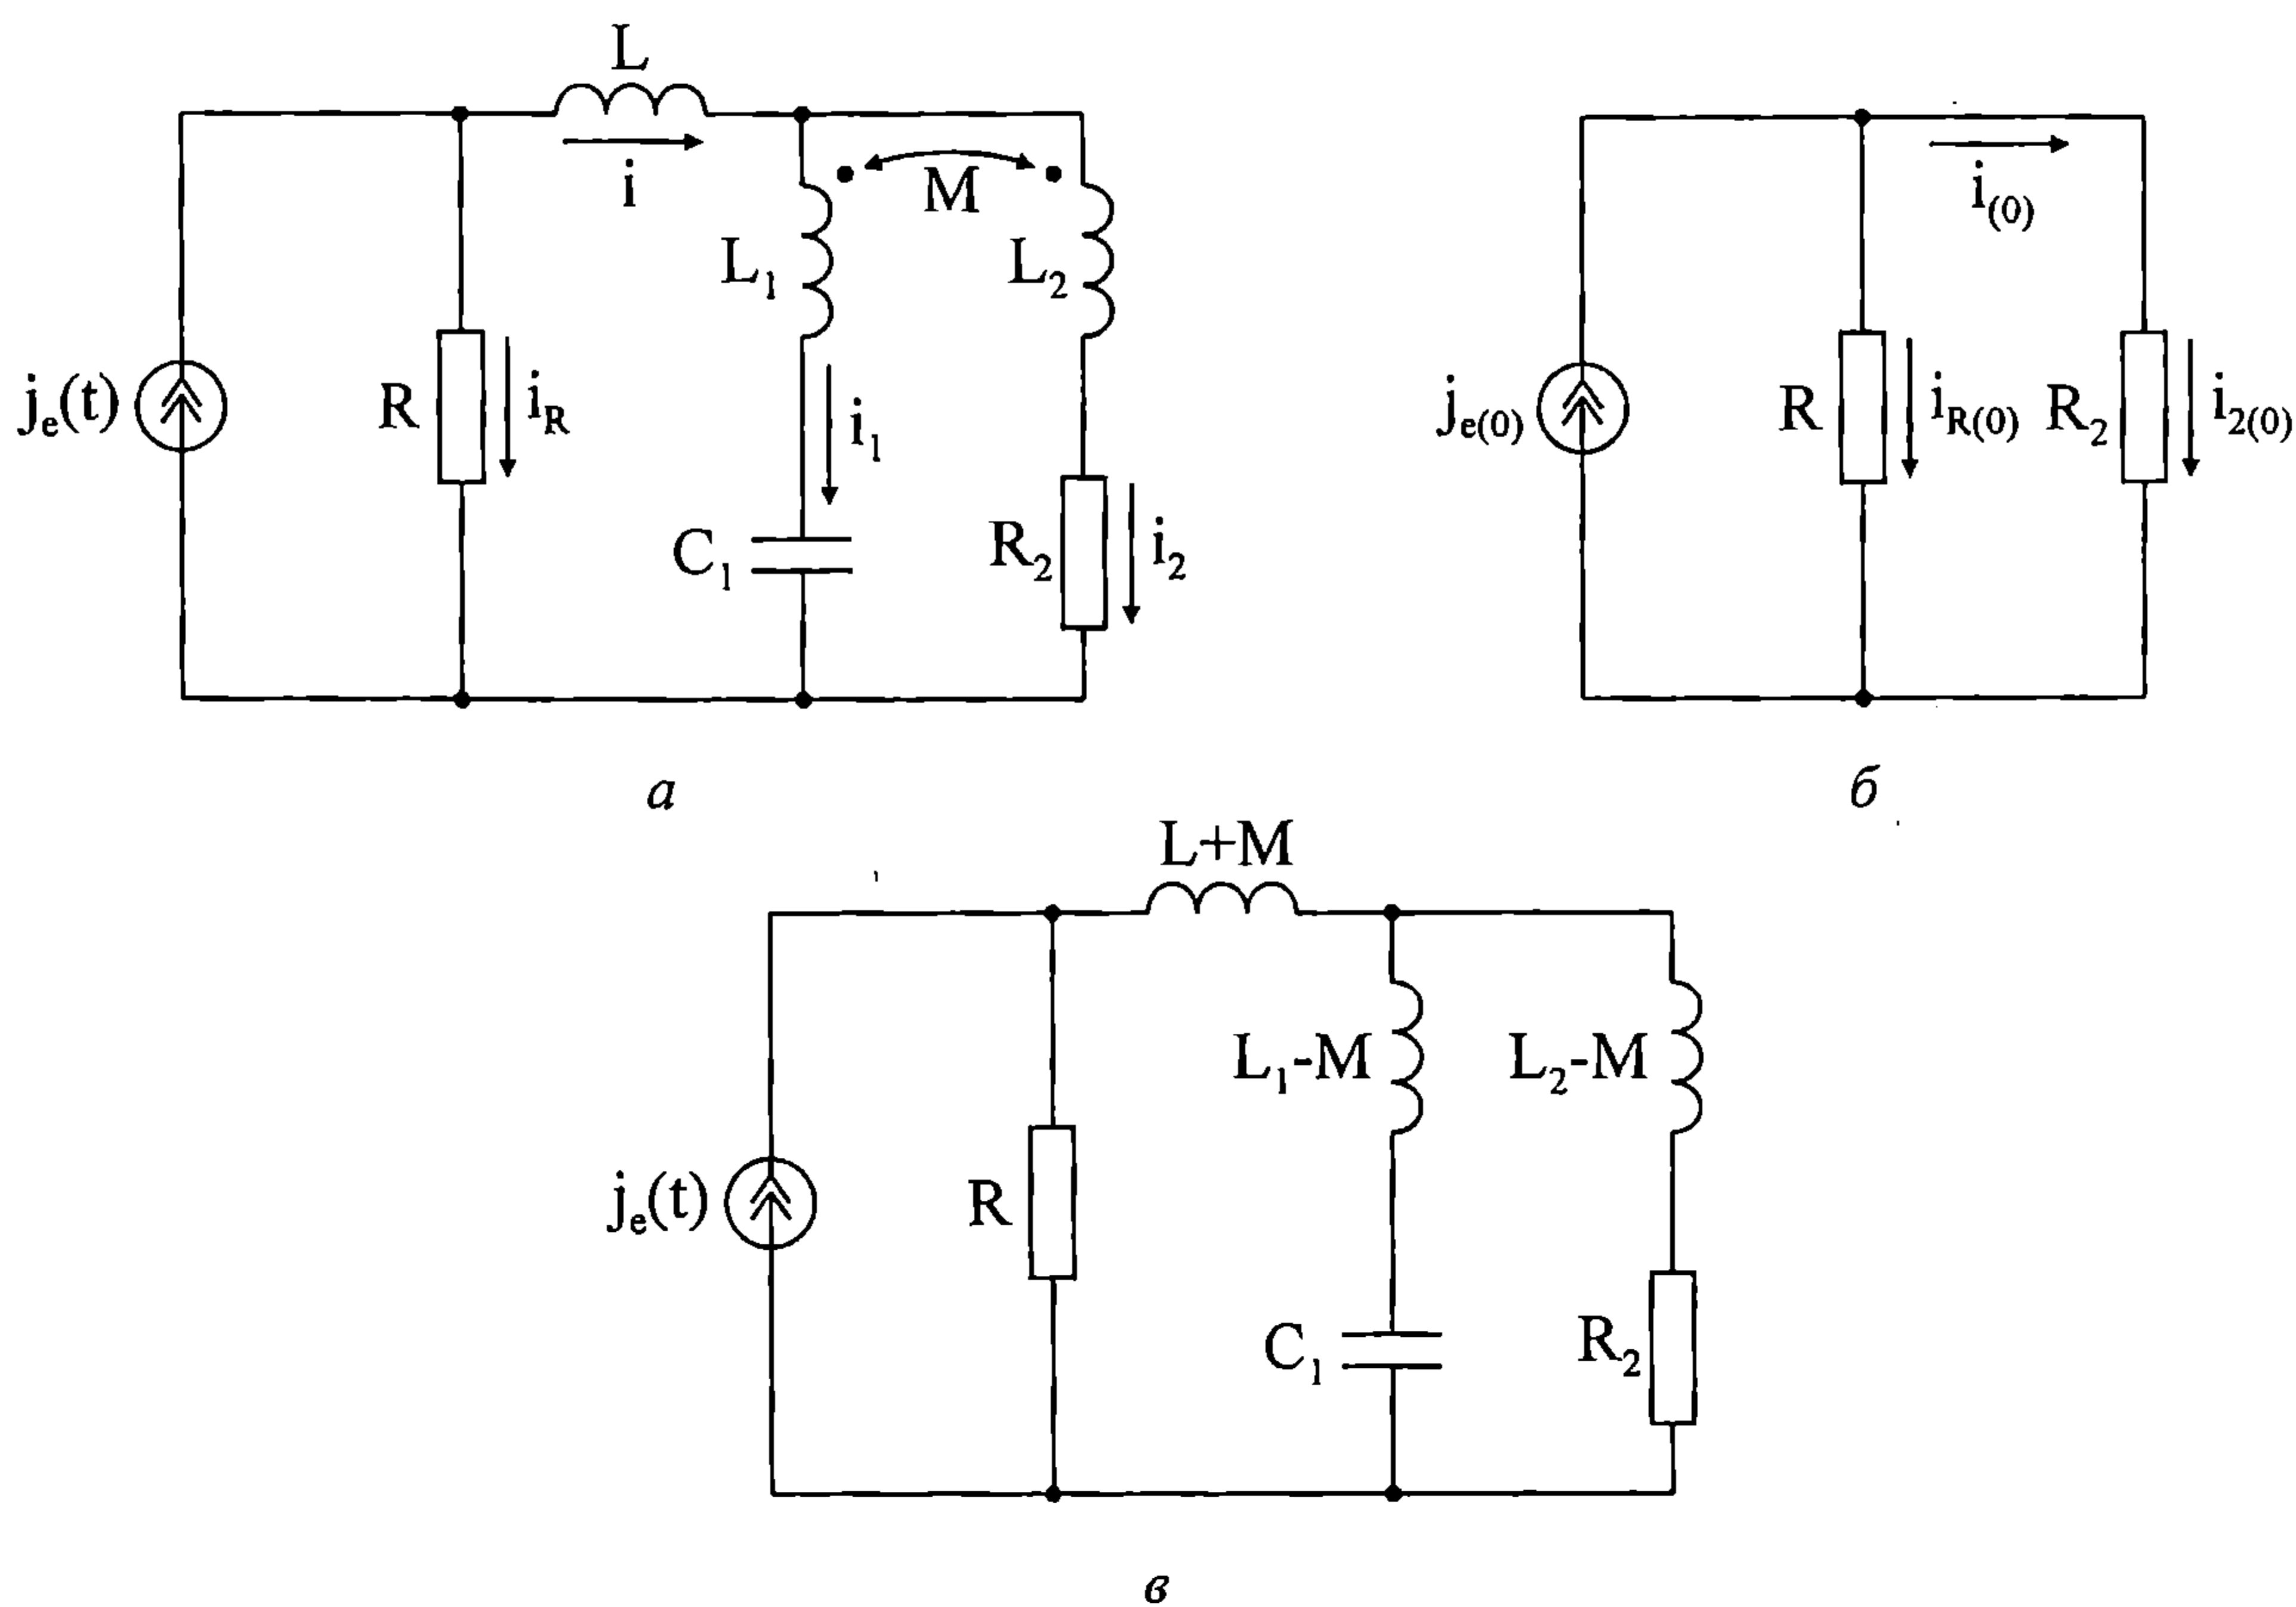 L
i
M
L₁
L₂
jₑ(t)
R
i_R
i₁
C₁
R₂
i₂
а
i₍₀₎
j_e(0)
R
i_R(0)
R₂
i₂₍₀₎
б
L+M
L₁-M
L₂-M
jₑ(t)
R
C₁
R₂
в